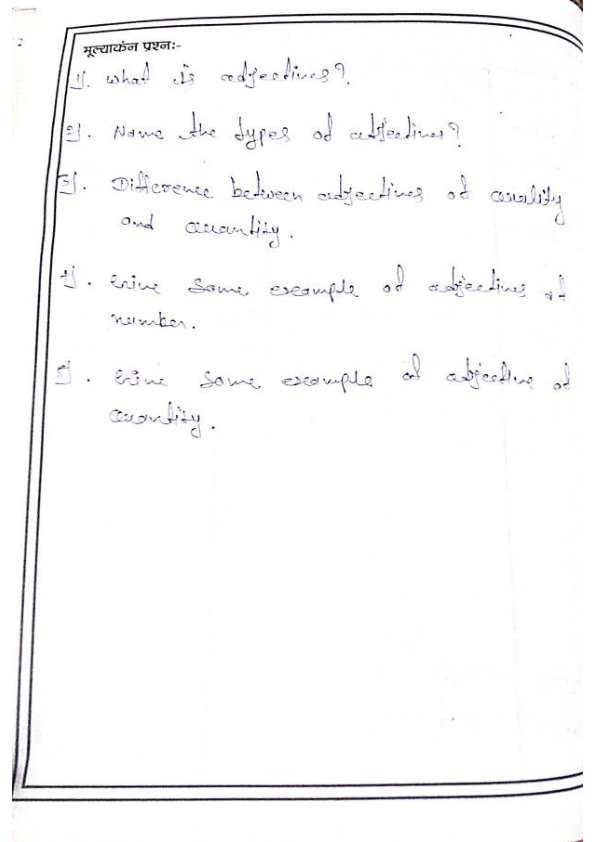 मूल्याकंन प्रश्न:-
1). What is adjectives?
2). Name the types of adjectives?
3). Difference between adjectives of quality
and quantity.
4). Give some example of adjectives of
number.
5). Give some example of adjective of
quantity.